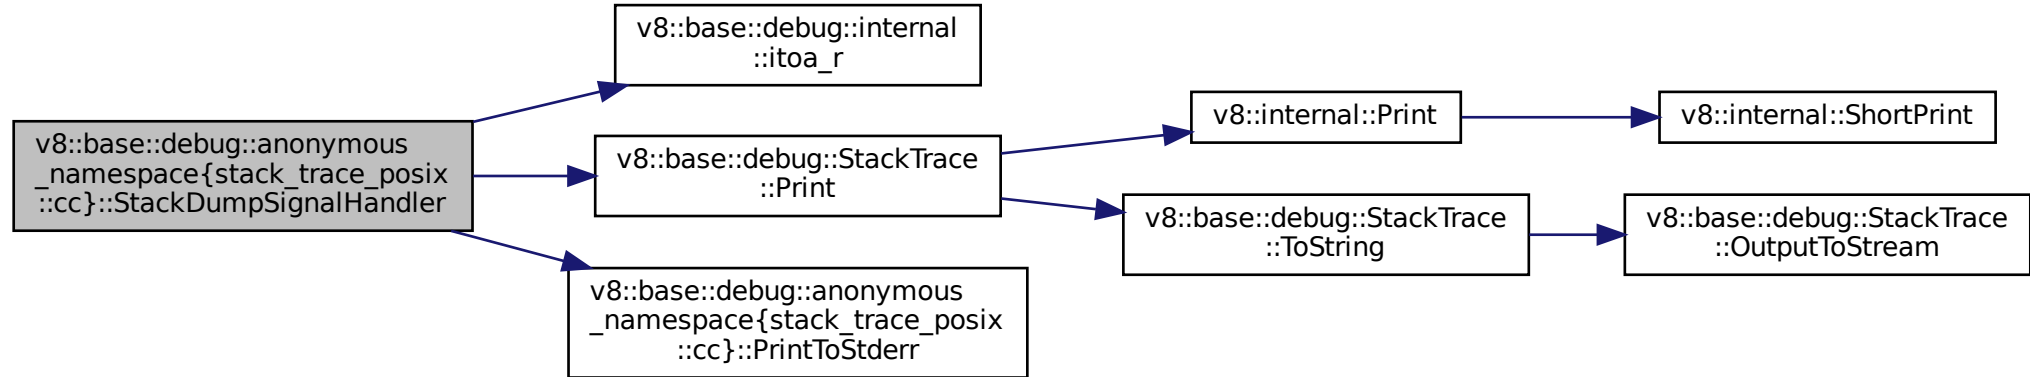 v8::base::debug::anonymous
_namespace{stack_trace_posix
::cc}::StackDumpSignalHandler
v8::base::debug::internal
::itoa_r
v8::base::debug::StackTrace
::Print
v8::base::debug::anonymous
_namespace{stack_trace_posix
::cc}::PrintToStderr
v8::internal::Print
v8::base::debug::StackTrace
::ToString
v8::internal::ShortPrint
v8::base::debug::StackTrace
::OutputToStream